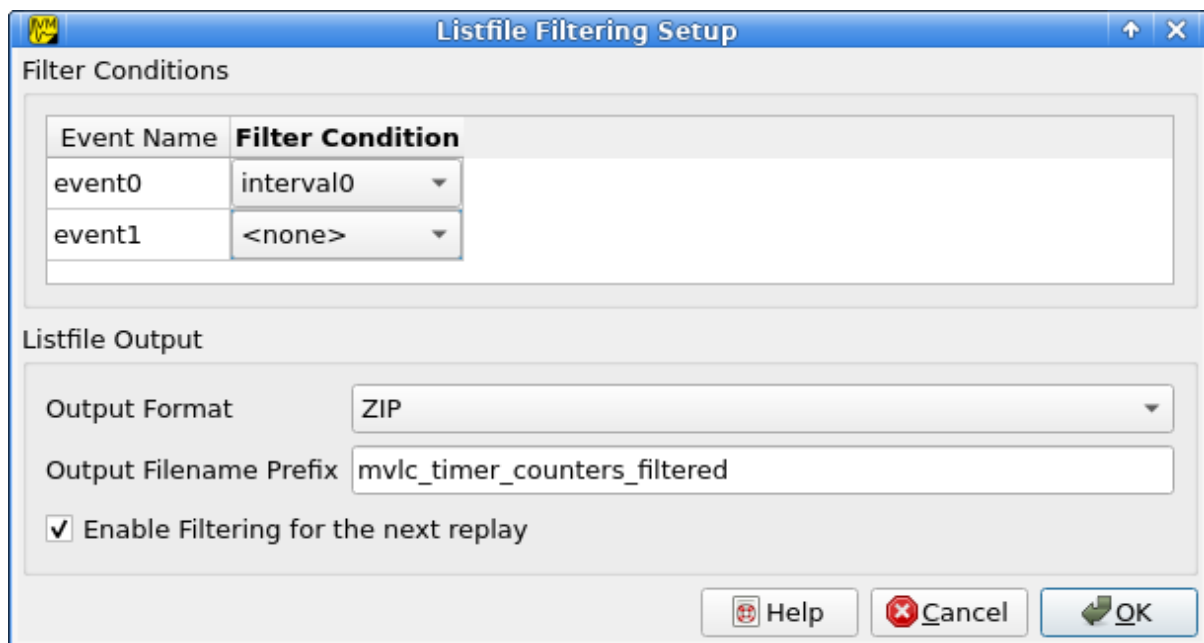 Listfile Filtering Setup
Filter Conditions
Event Name Filter Condition
event0 interval0
event1 <none>
Listfile Output
Output Format ZIP
Output Filename Prefix mvlc_timer_counters_filtered
Enable Filtering for the next replay
Help Cancel OK